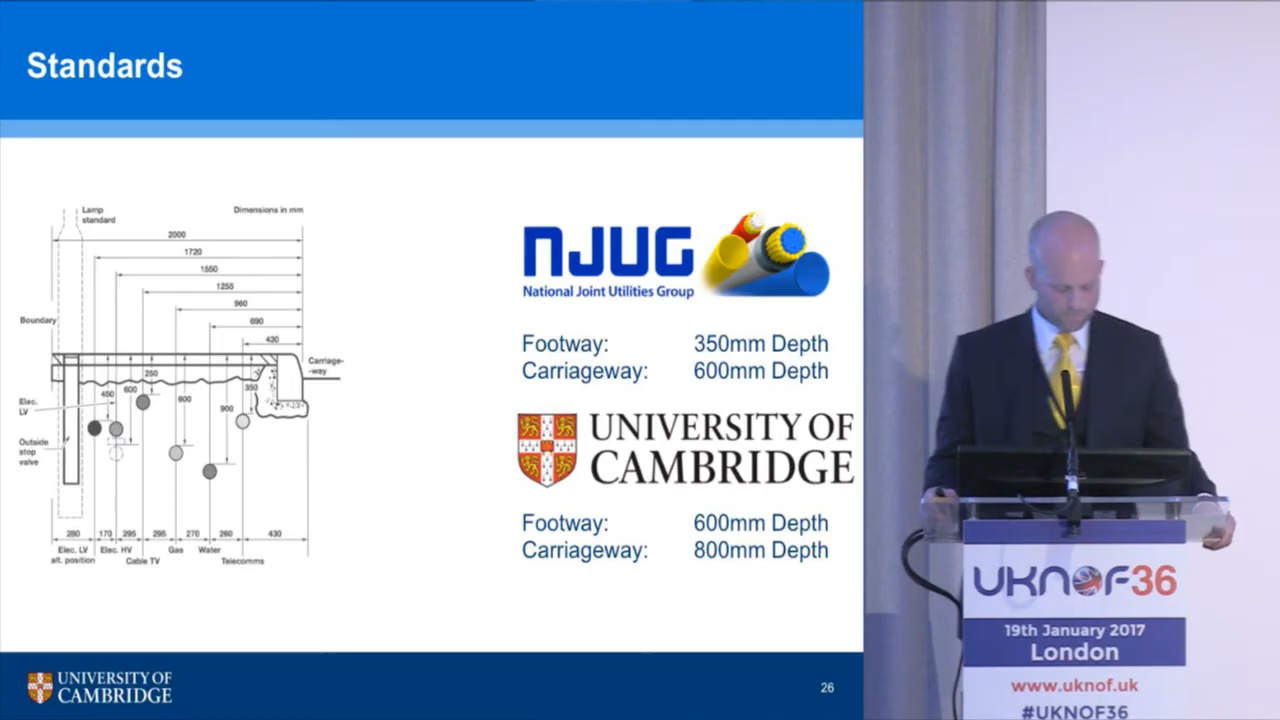 Standards
Lamp
standard
Dimensions in mm
2000
1720
1550
1255
960
690
430
Boundary
Carriage-
-way
250
350
450
600
600
900
Elec.
LV
Outside
stop
valve
280
170
295
295
270
260
430
Elec. LV
alt. position
Elec. HV
Cable TV
Gas
Water
Telecomms
NJUG
National Joint Utilities Group
Footway: 350mm Depth
Carriageway: 600mm Depth
UNIVERSITY OF
CAMBRIDGE
Footway: 600mm Depth
Carriageway: 800mm Depth
UNIVERSITY OF
CAMBRIDGE
26
UKNOF36
19th January 2017
London
www.uknof.uk
#UKNOF36